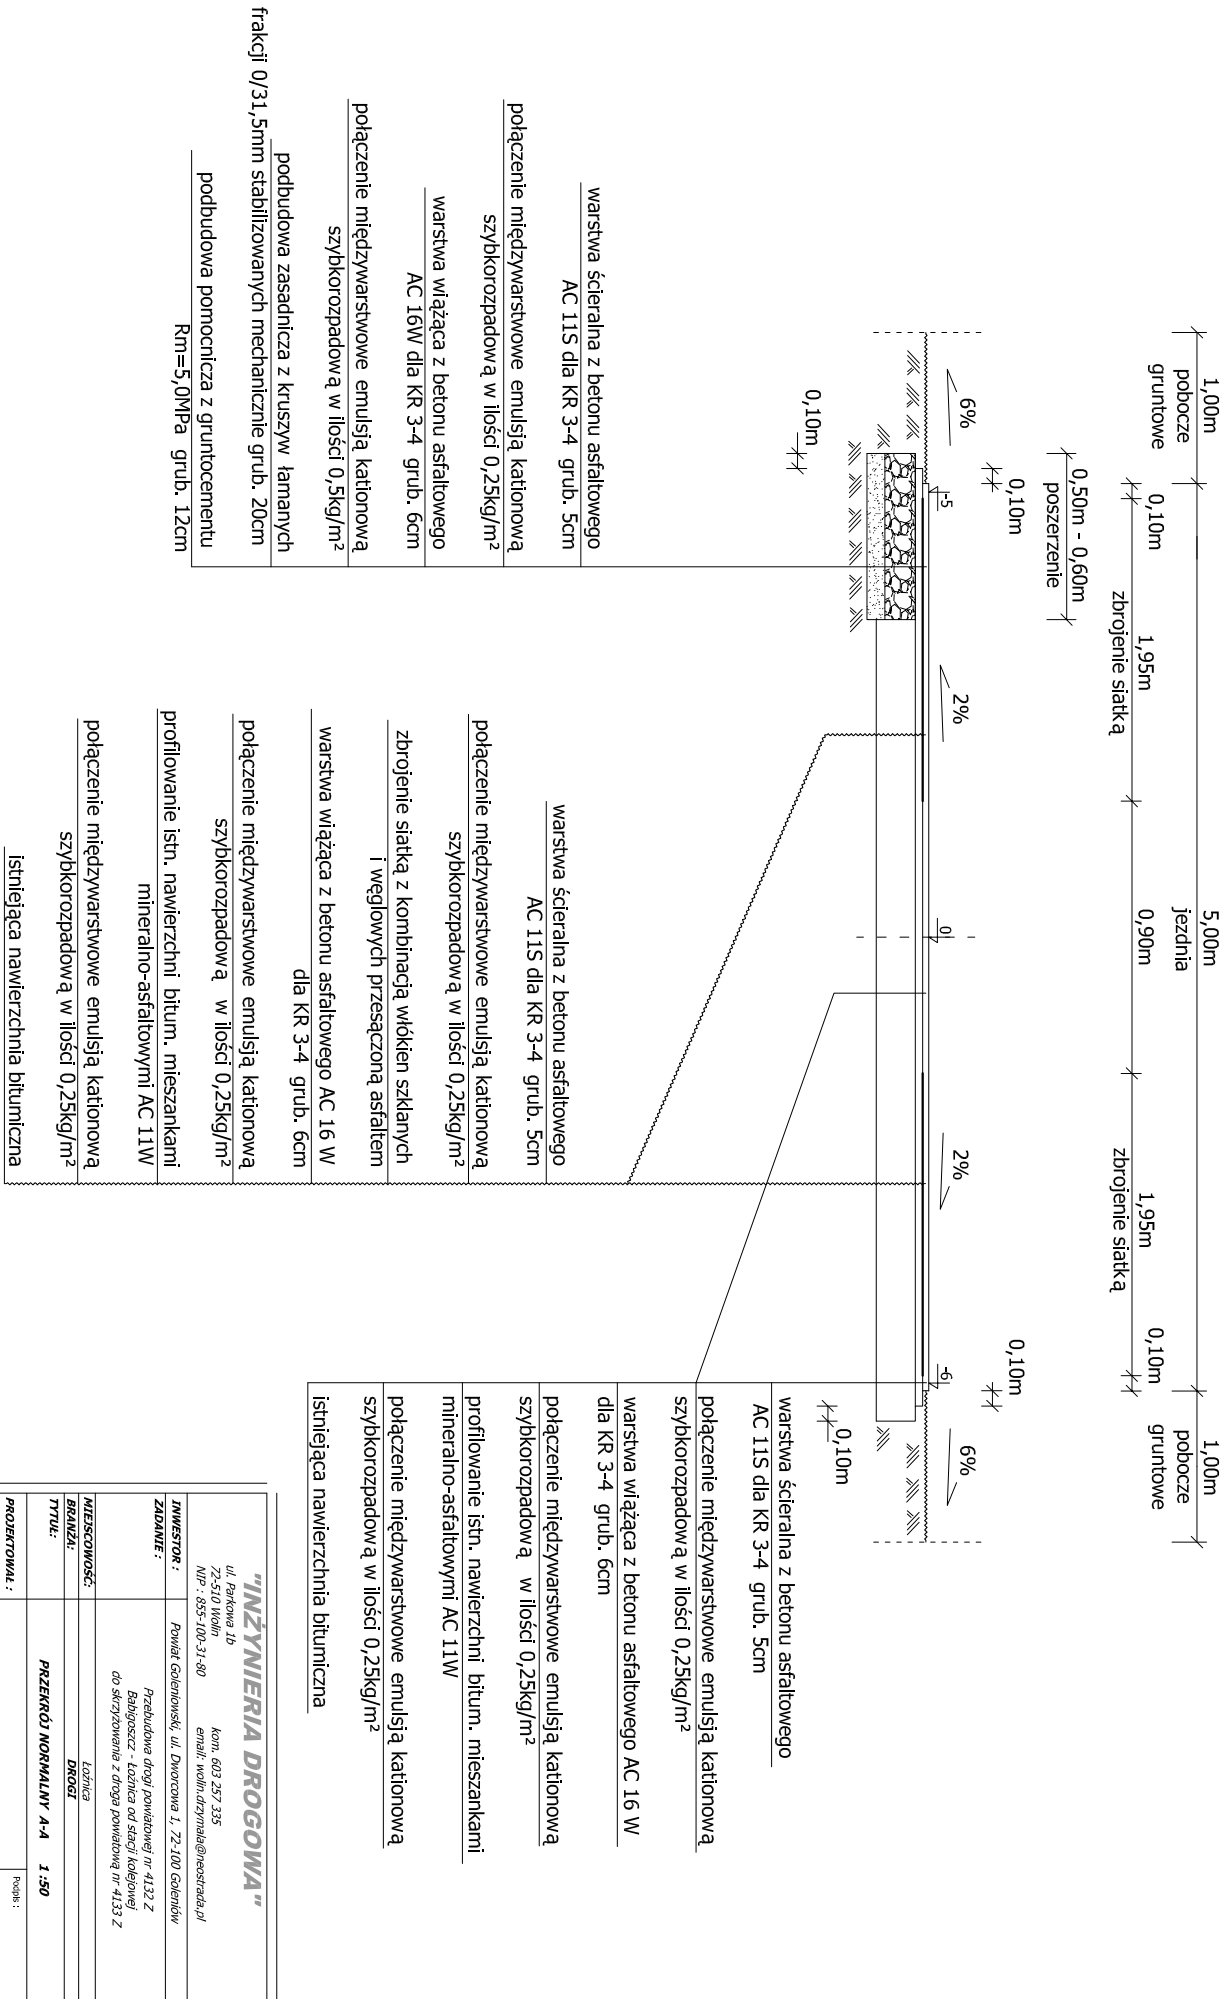 1,00m
pobocze
gruntowe
5,00m
jezdnia
1,00m
pobocze
gruntowe
0,10m
1,95m
zbrojenie siatką
0,90m
1,95m
zbrojenie siatką
0,10m
0,50m - 0,60m
poszerzenie
0,10m
0,10m
6%
2%
2%
6%
-5
0
-6
0,10m
0,10m
warstwa ścieralna z betonu asfaltowego
AC 11S dla KR 3-4 grub. 5cm
połączenie międzywarstwowe emulsją kationową
szybkorozpadową w ilości 0,25kg/m²
warstwa wiążąca z betonu asfaltowego
AC 16W dla KR 3-4 grub. 6cm
połączenie międzywarstwowe emulsją kationową
szybkorozpadową w ilości 0,5kg/m²
podbudowa zasadnicza z kruszyw łamanych
frakcji 0/31,5mm stabilizowanych mechanicznie grub. 20cm
podbudowa pomocnicza z gruntocementu
Rm=5,0MPa grub. 12cm
warstwa ścieralna z betonu asfaltowego
AC 11S dla KR 3-4 grub. 5cm
połączenie międzywarstwowe emulsją kationową
szybkorozpadową w ilości 0,25kg/m²
zbrojenie siatką z kombinacją włókien szklanych
i węglowych przesączoną asfaltem
warstwa wiążąca z betonu asfaltowego AC 16 W
dla KR 3-4 grub. 6cm
połączenie międzywarstwowe emulsją kationową
szybkorozpadową w ilości 0,25kg/m²
profilowanie istn. nawierzchni bitum. mieszankami
mineralno-asfaltowymi AC 11W
połączenie międzywarstwowe emulsją kationową
szybkorozpadową w ilości 0,25kg/m²
istniejąca nawierzchnia bitumiczna
warstwa ścieralna z betonu asfaltowego
AC 11S dla KR 3-4 grub. 5cm
połączenie międzywarstwowe emulsją kationową
szybkorozpadową w ilości 0,25kg/m²
warstwa wiążąca z betonu asfaltowego AC 16 W
dla KR 3-4 grub. 6cm
połączenie międzywarstwowe emulsją kationową
szybkorozpadową w ilości 0,25kg/m²
profilowanie istn. nawierzchni bitum. mieszankami
mineralno-asfaltowymi AC 11W
połączenie międzywarstwowe emulsją kationową
szybkorozpadową w ilości 0,25kg/m²
istniejąca nawierzchnia bitumiczna
"INŻYNIERIA DROGOWA"
ul. Parkowa 1b
72-510 Wolin kom. 603 257 335
NIP : 855-100-31-80 email: wolin.drzymala@neostrada.pl
INWESTOR : Powiat Goleniowski, ul. Dworcowa 1, 72-100 Goleniów
ZADANIE : Przebudowa drogi powiatowej nr 4132 Z
Babigoszcz - Łoźnica od stacji kolejowej
do skrzyżowania z droga powiatową nr 4133 Z
MIEJSCOWOŚĆ: Łoźnica
BRANŻA: DROGI
TYTUŁ: PRZEKRÓJ NORMALNY A-A 1:50
PROJEKTOWAŁ : Podpis :